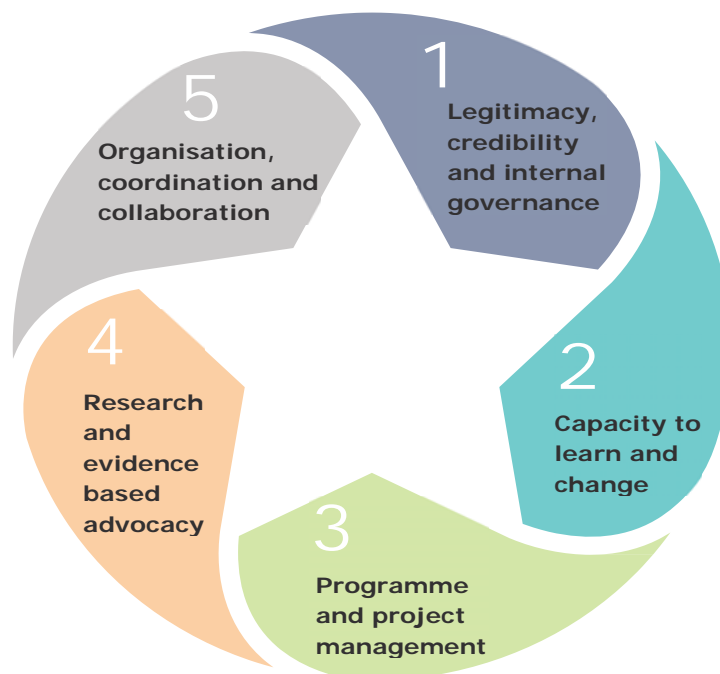 1
Legitimacy,
credibility
and internal
governance
2
Capacity to
learn and
change
3
Programme
and project
management
4
Research
and
evidence
based
advocacy
5
Organisation,
coordination and
collaboration